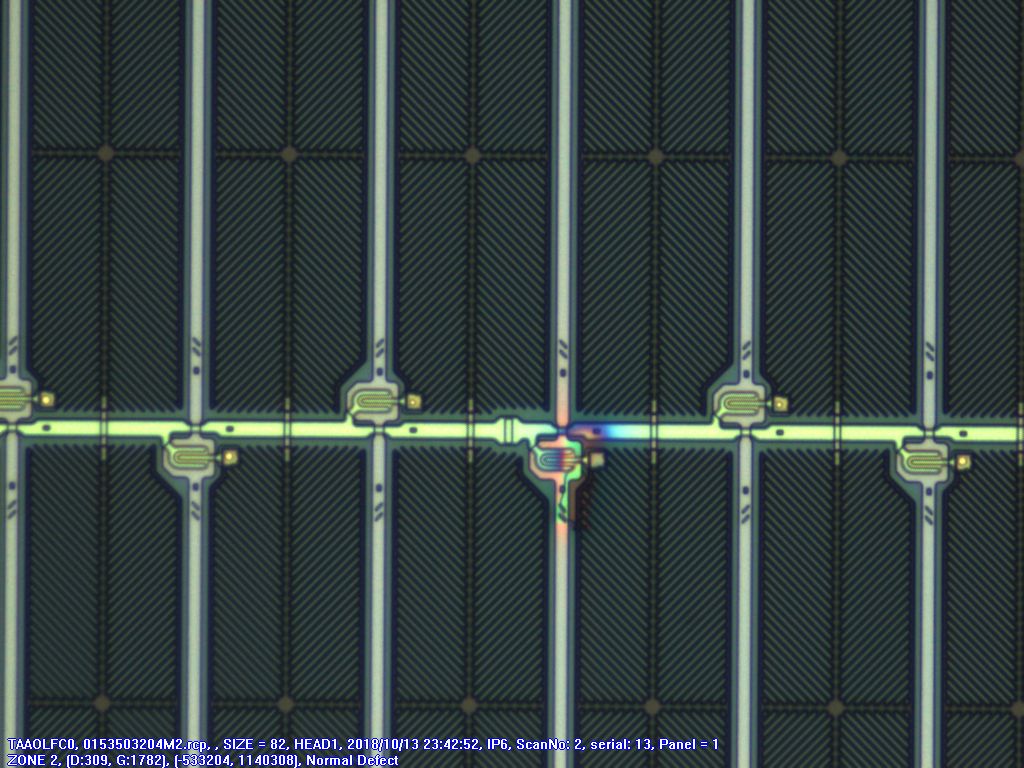 TAAOLFC0, 0153503204M2.rcp, , SIZE = 82, HEAD1, 2018/10/13 23:42:52, IP6, ScanNo: 2, serial: 13, Panel = 1
ZONE 2, [D:309, G:1782], [-533204, 1140308], Normal Defect